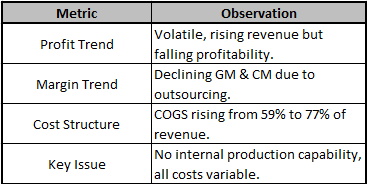 Metric Observation
Profit Trend Volatile, rising revenue but
falling profitability.
Margin Trend Declining GM & CM due to
outsourcing.
Cost Structure COGS rising from 59% to 77% of
revenue.
Key Issue No internal production capability,
all costs variable.